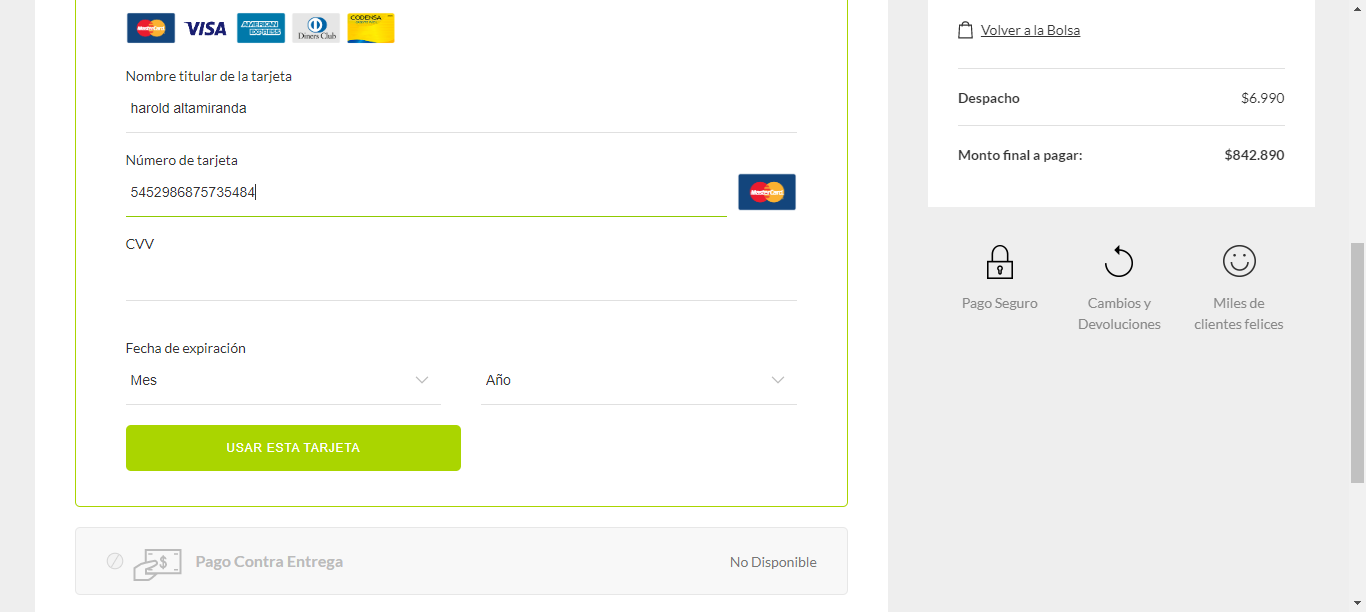 MasterCard
VISA
AMERICAN EXPRESS
Diners Club
CODENSA
Nombre titular de la tarjeta
harold altamiranda
Número de tarjeta
5452986875735484
MasterCard
CVV
Fecha de expiración
Mes
Año
USAR ESTA TARJETA
$
Pago Contra Entrega
No Disponible
Volver a la Bolsa
Despacho $6.990
Monto final a pagar: $842.890
Pago Seguro
Cambios y
Devoluciones
Miles de
clientes felices